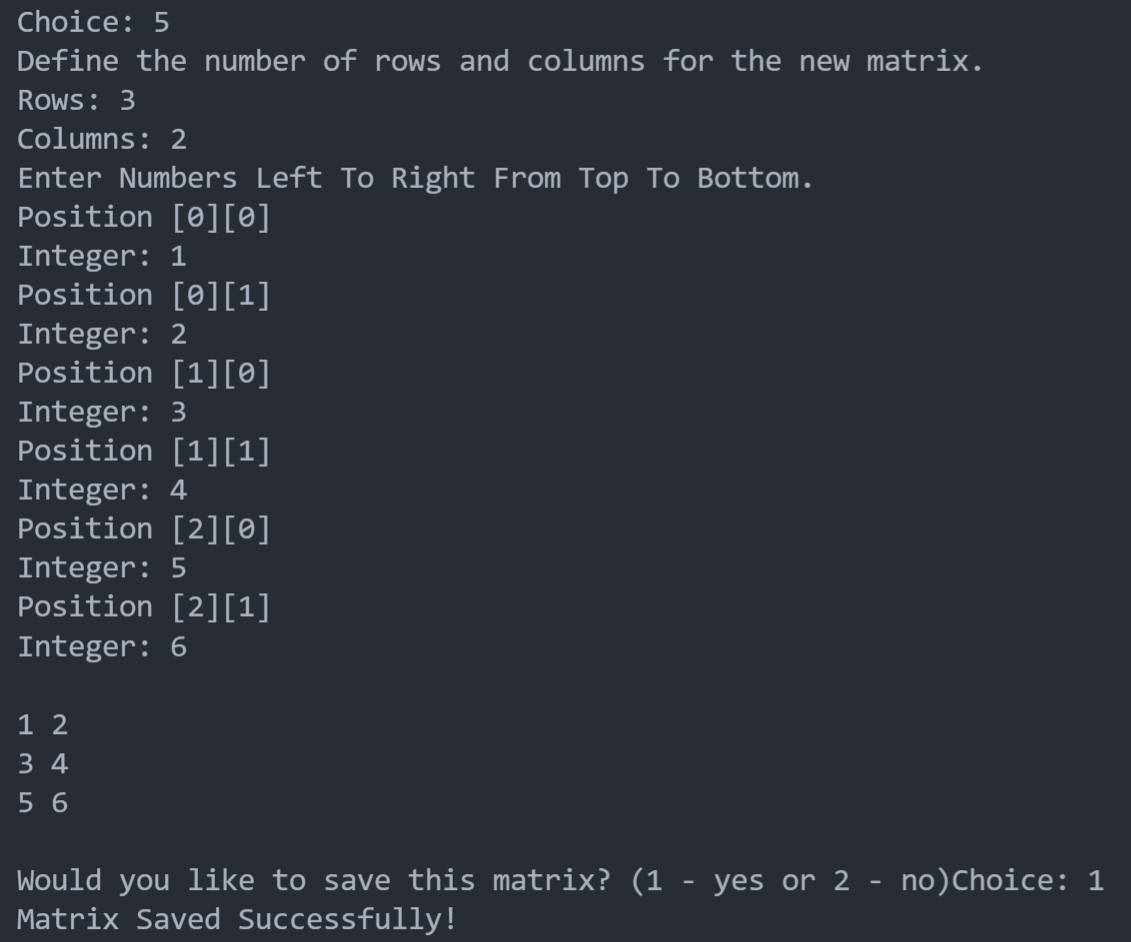 Choice: 5
Define the number of rows and columns for the new matrix.
Rows: 3
Columns: 2
Enter Numbers Left To Right From Top To Bottom.
Position [0][0]
Integer: 1
Position [0][1]
Integer: 2
Position [1][0]
Integer: 3
Position [1][1]
Integer: 4
Position [2][0]
Integer: 5
Position [2][1]
Integer: 6
1 2
3 4
5 6
Would you like to save this matrix? (1 - yes or 2 - no)Choice: 1
Matrix Saved Successfully!